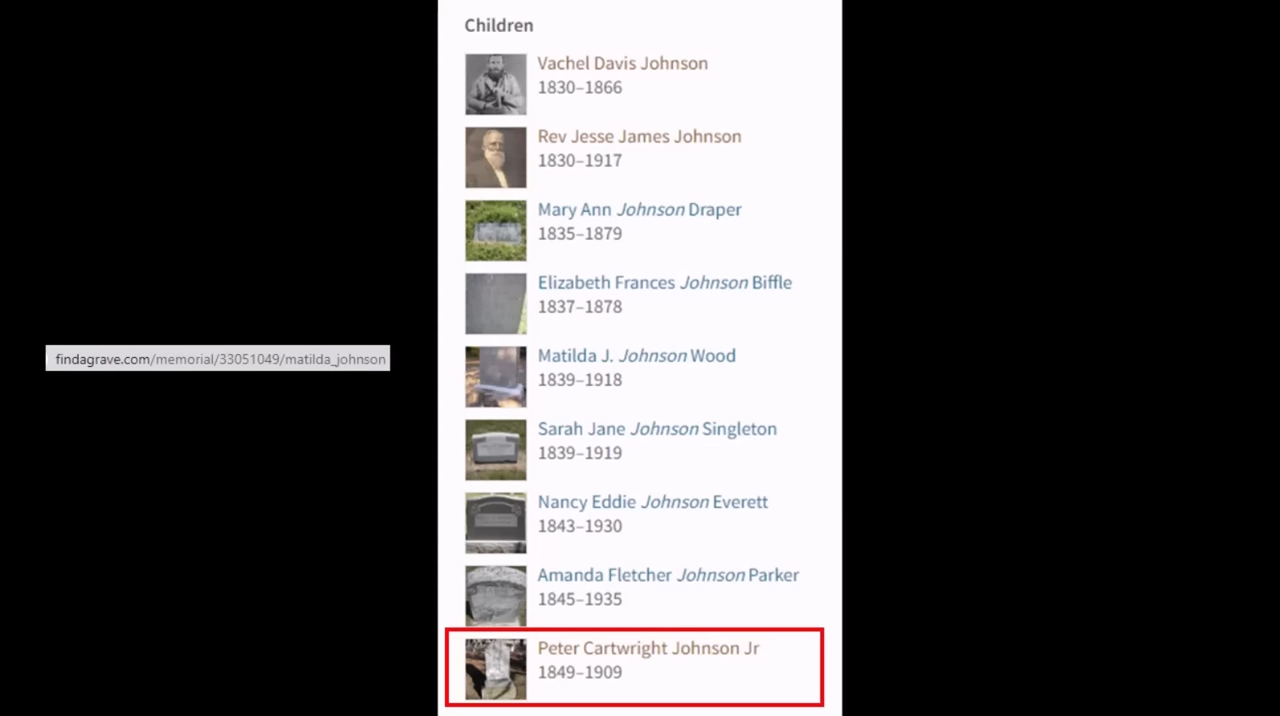 Children
Vachel Davis Johnson
1830–1866
Rev Jesse James Johnson
1830–1917
Mary Ann Johnson Draper
1835–1879
Elizabeth Frances Johnson Biffle
1837–1878
findagrave.com/memorial/33051049/matilda_johnson
Matilda J. Johnson Wood
1839–1918
Sarah Jane Johnson Singleton
1839–1919
Nancy Eddie Johnson Everett
1843–1930
Amanda Fletcher Johnson Parker
1845–1935
Peter Cartwright Johnson Jr
1849–1909